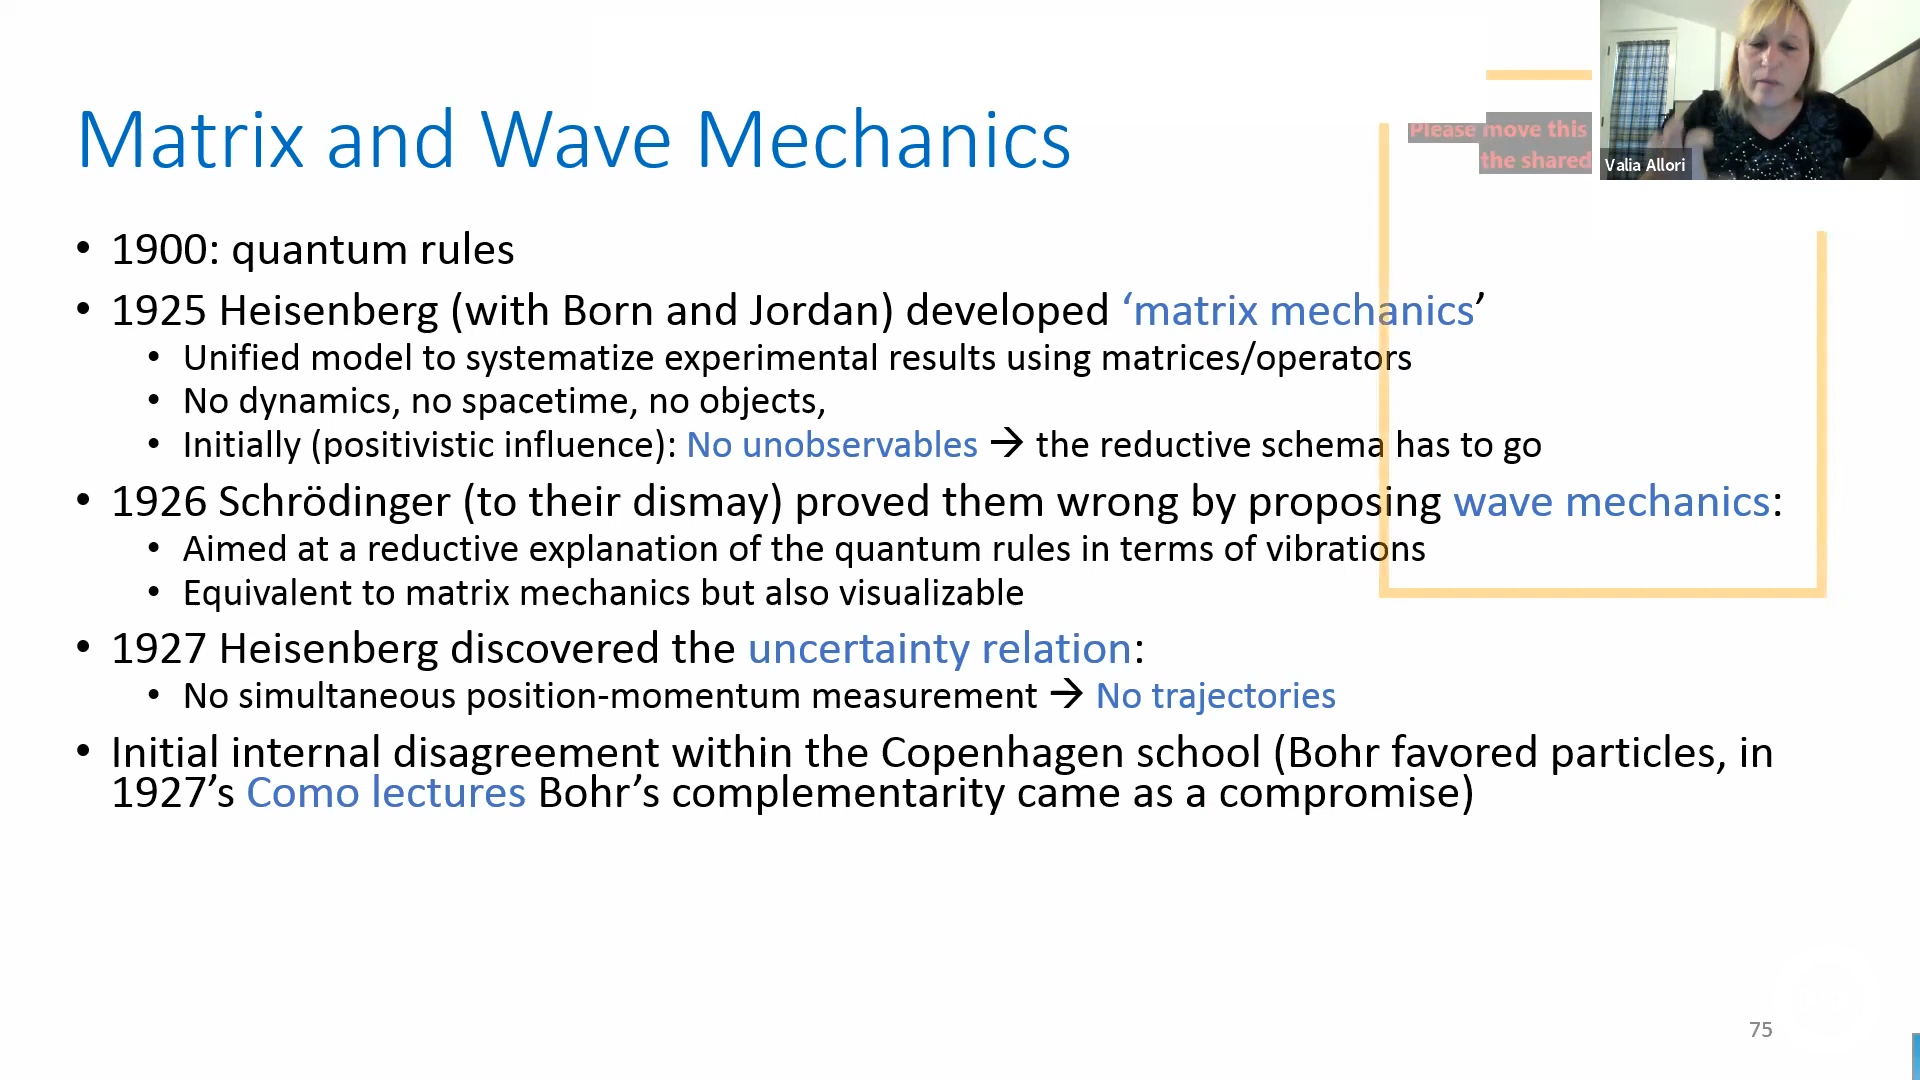 Matrix and Wave Mechanics
Please move this
the shared
Valia Allori
• 1900: quantum rules
• 1925 Heisenberg (with Born and Jordan) developed ‘matrix mechanics’
• Unified model to systematize experimental results using matrices/operators
• No dynamics, no spacetime, no objects,
• Initially (positivistic influence): No unobservables → the reductive schema has to go
• 1926 Schrödinger (to their dismay) proved them wrong by proposing wave mechanics:
• Aimed at a reductive explanation of the quantum rules in terms of vibrations
• Equivalent to matrix mechanics but also visualizable
• 1927 Heisenberg discovered the uncertainty relation:
• No simultaneous position-momentum measurement → No trajectories
• Initial internal disagreement within the Copenhagen school (Bohr favored particles, in
1927’s Como lectures Bohr’s complementarity came as a compromise)
75